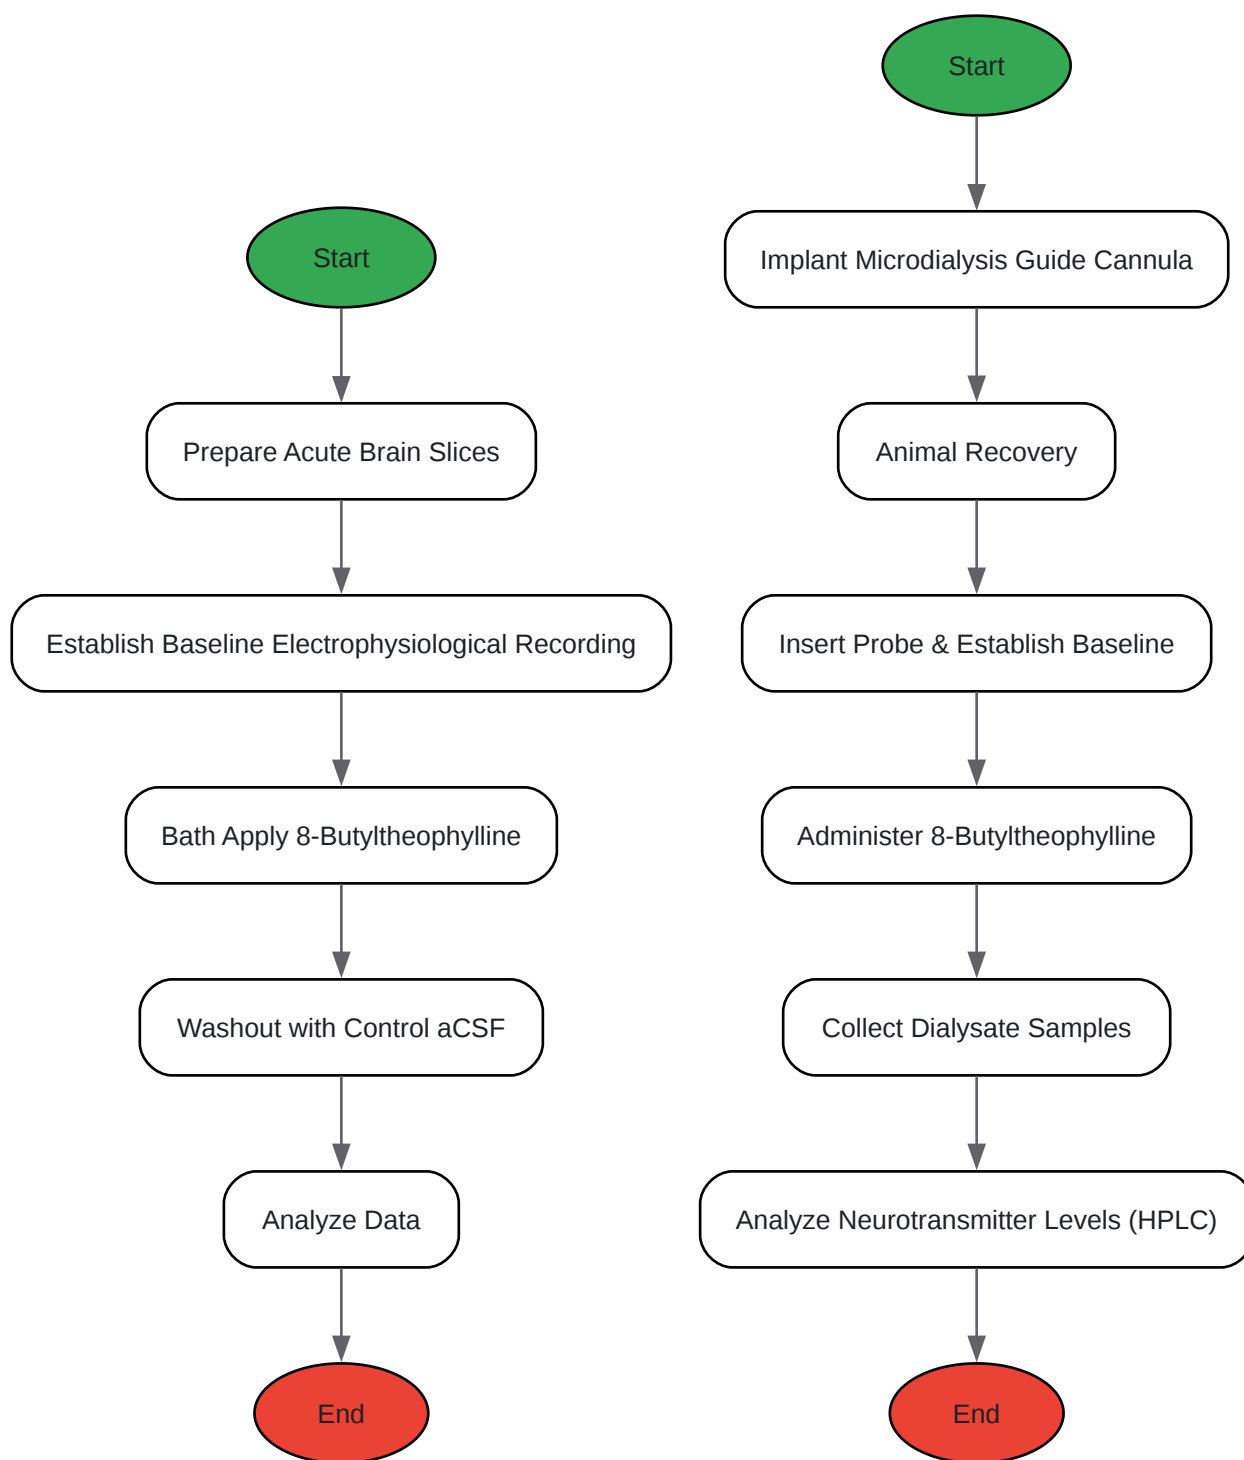 Start
Prepare Acute Brain Slices
Establish Baseline Electrophysiological Recording
Bath Apply 8-Butyltheophylline
Washout with Control aCSF
Analyze Data
End
Start
Implant Microdialysis Guide Cannula
Animal Recovery
Insert Probe & Establish Baseline
Administer 8-Butyltheophylline
Collect Dialysate Samples
Analyze Neurotransmitter Levels (HPLC)
End